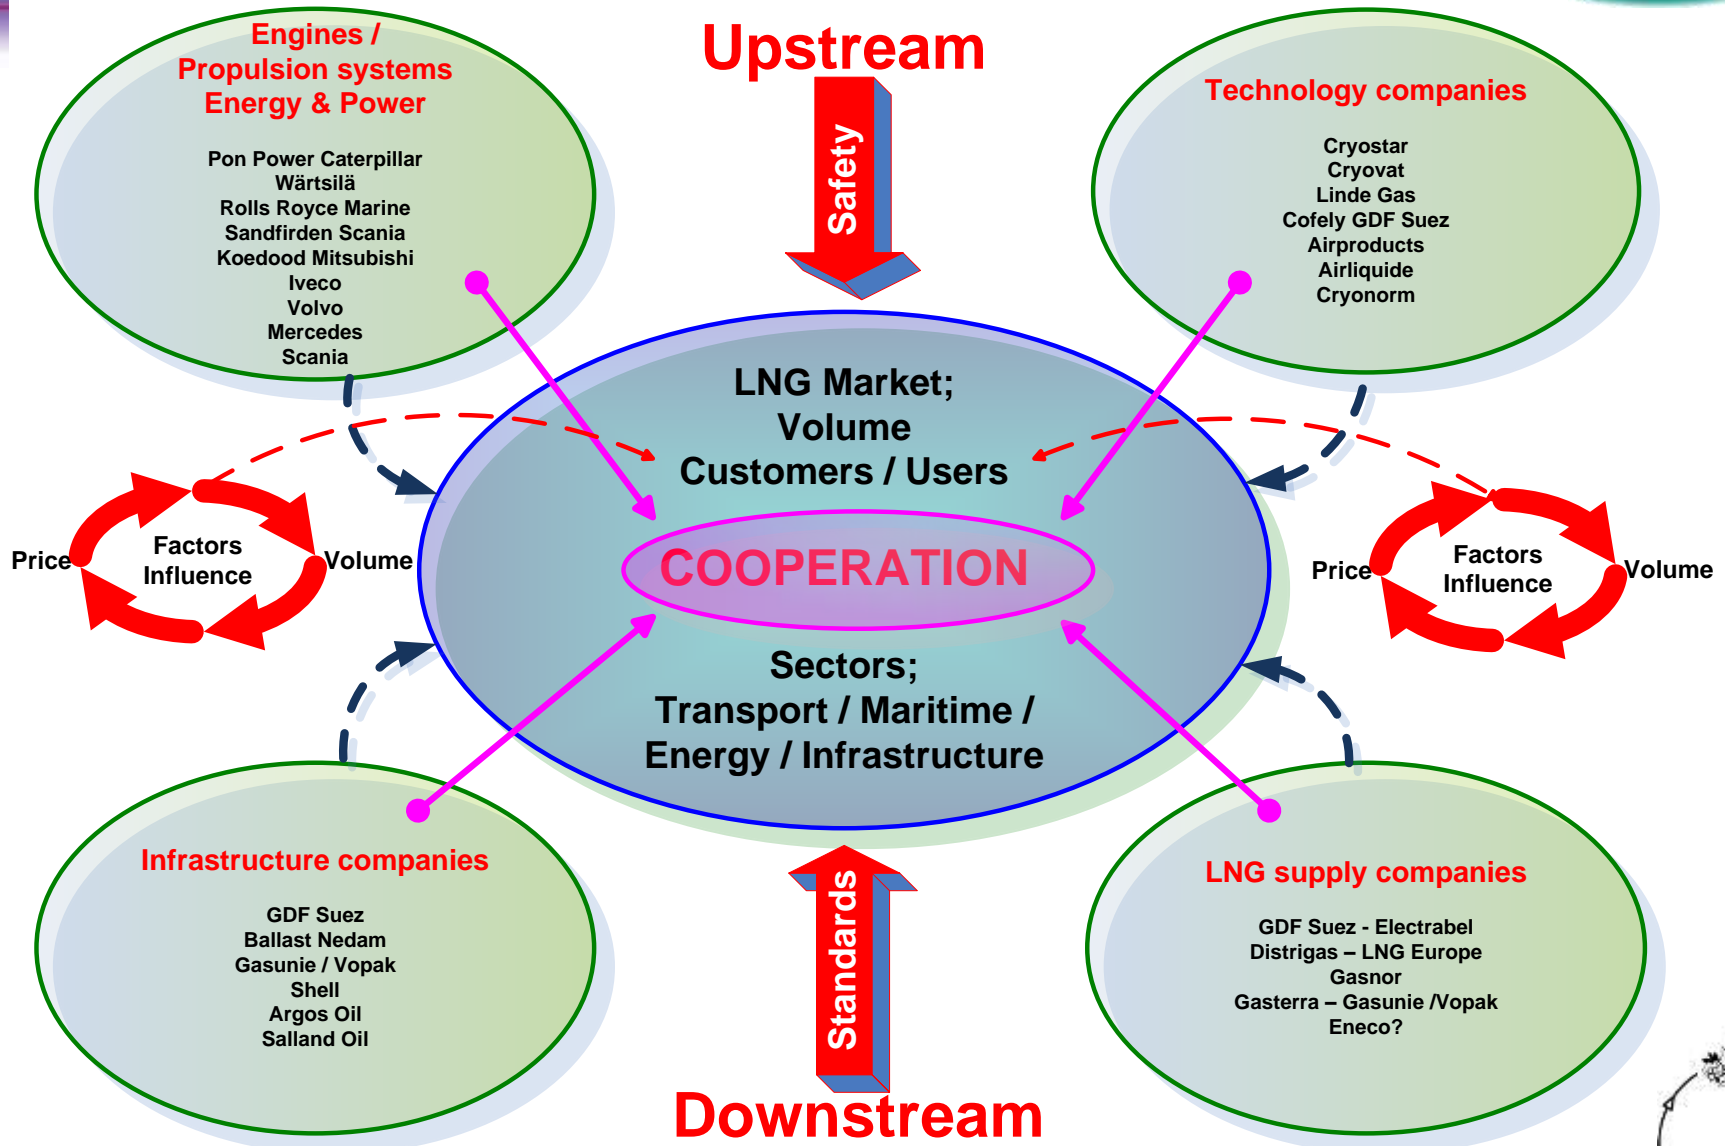 Engines /
Propulsion systems
Energy & Power
Pon Power Caterpillar
Wärtsilä
Rolls Royce Marine
Sandfirden Scania
Koedood Mitsubishi
Iveco
Volvo
Mercedes
Scania
Upstream
Safety
Technology companies
Cryostar
Cryovat
Linde Gas
Cofely GDF Suez
Airproducts
Airliquide
Cryonorm
LNG Market;
Volume
Customers / Users
Price
Factors
Influence
Volume
COOPERATION
Price
Factors
Influence
Volume
Sectors;
Transport / Maritime /
Energy / Infrastructure
Infrastructure companies
GDF Suez
Ballast Nedam
Gasunie / Vopak
Shell
Argos Oil
Salland Oil
Standards
Downstream
LNG supply companies
GDF Suez - Electrabel
Distrigas – LNG Europe
Gasnor
Gasterra – Gasunie /Vopak
Eneco?